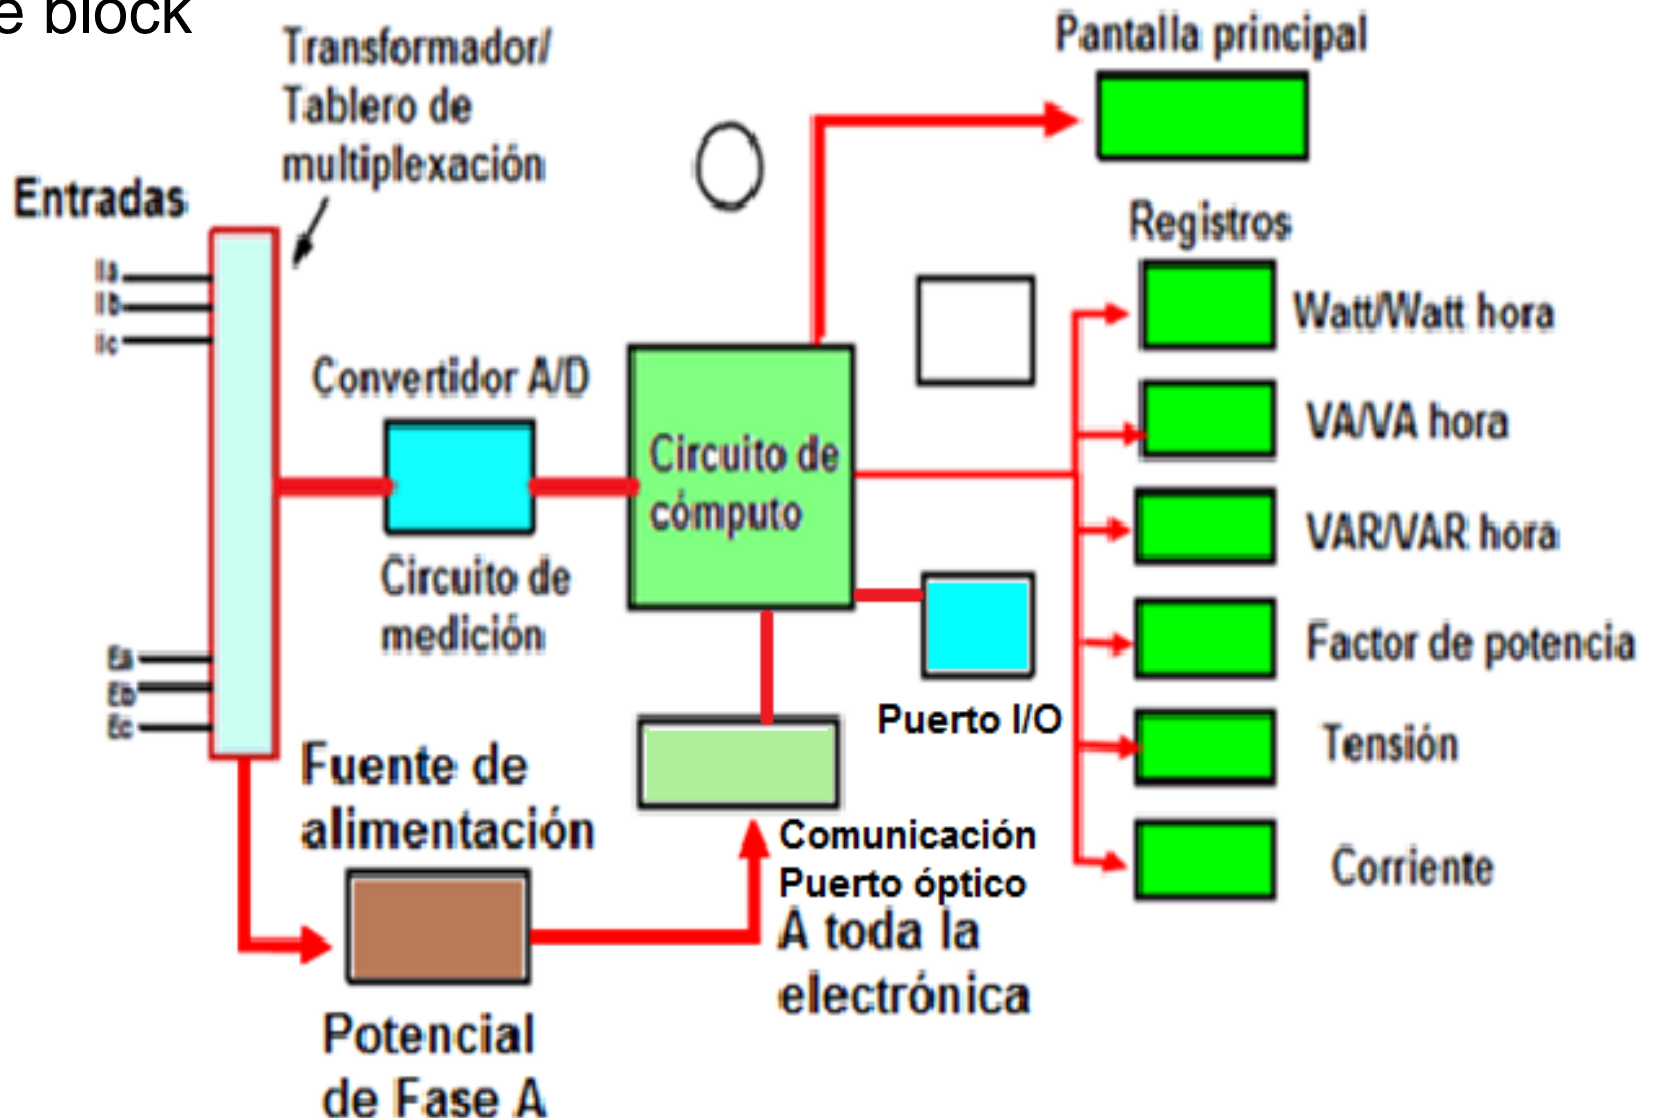 e block
Transformador/
Tablero de
multiplexación
Pantalla principal
Entradas
Registros
Ia
Ib
Ic
Watt/Watt hora
Convertidor A/D
VA/VA hora
Circuito de
cómputo
VAR/VAR hora
Circuito de
medición
Factor de potencia
Ea
Eb
Ec
Puerto I/O
Tensión
Fuente de
alimentación
Comunicación
Puerto óptico
A toda la
electrónica
Corriente
Potencial
de Fase A